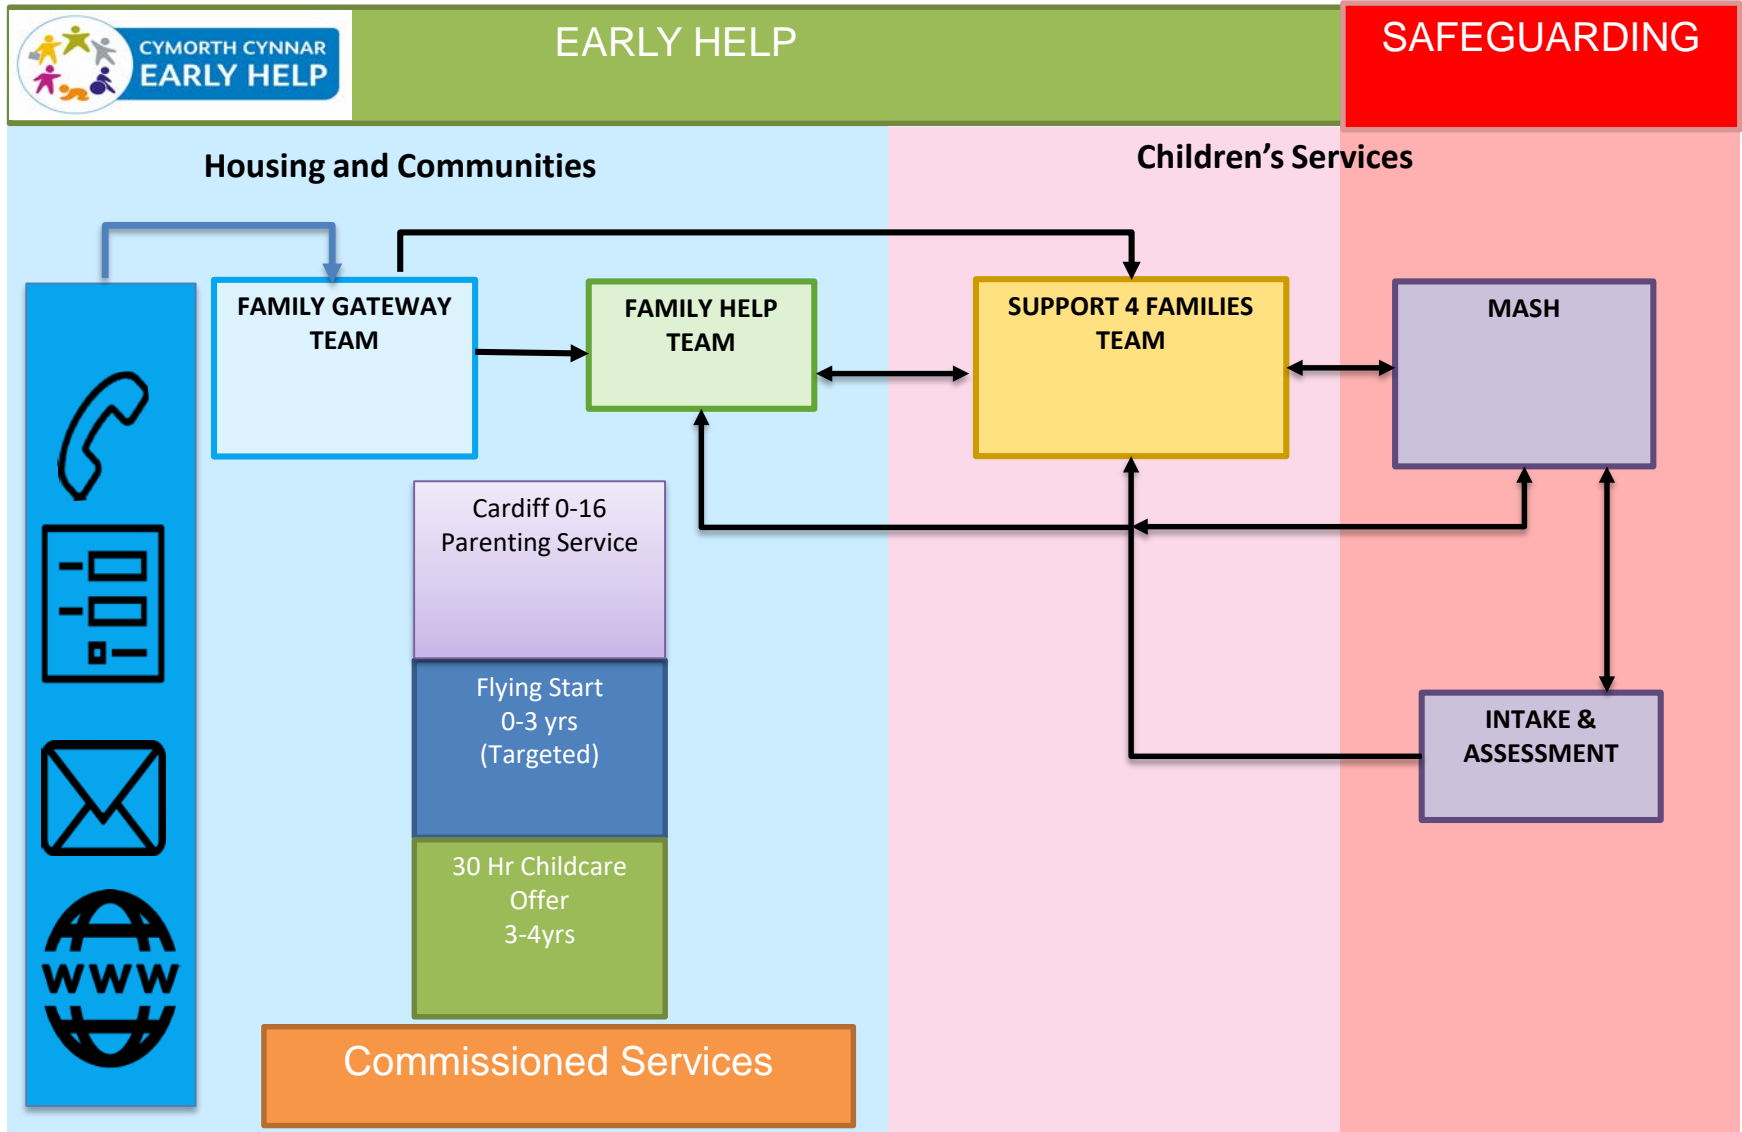 CYMORTH CYNNAR
EARLY HELP
EARLY HELP
SAFEGUARDING
Housing and Communities
Children’s Services
FAMILY GATEWAY
TEAM
FAMILY HELP
TEAM
SUPPORT 4 FAMILIES
TEAM
MASH
Cardiff 0-16
Parenting Service
Flying Start
0-3 yrs
(Targeted)
INTAKE &
ASSESSMENT
30 Hr Childcare
Offer
3-4yrs
WWW
Commissioned Services